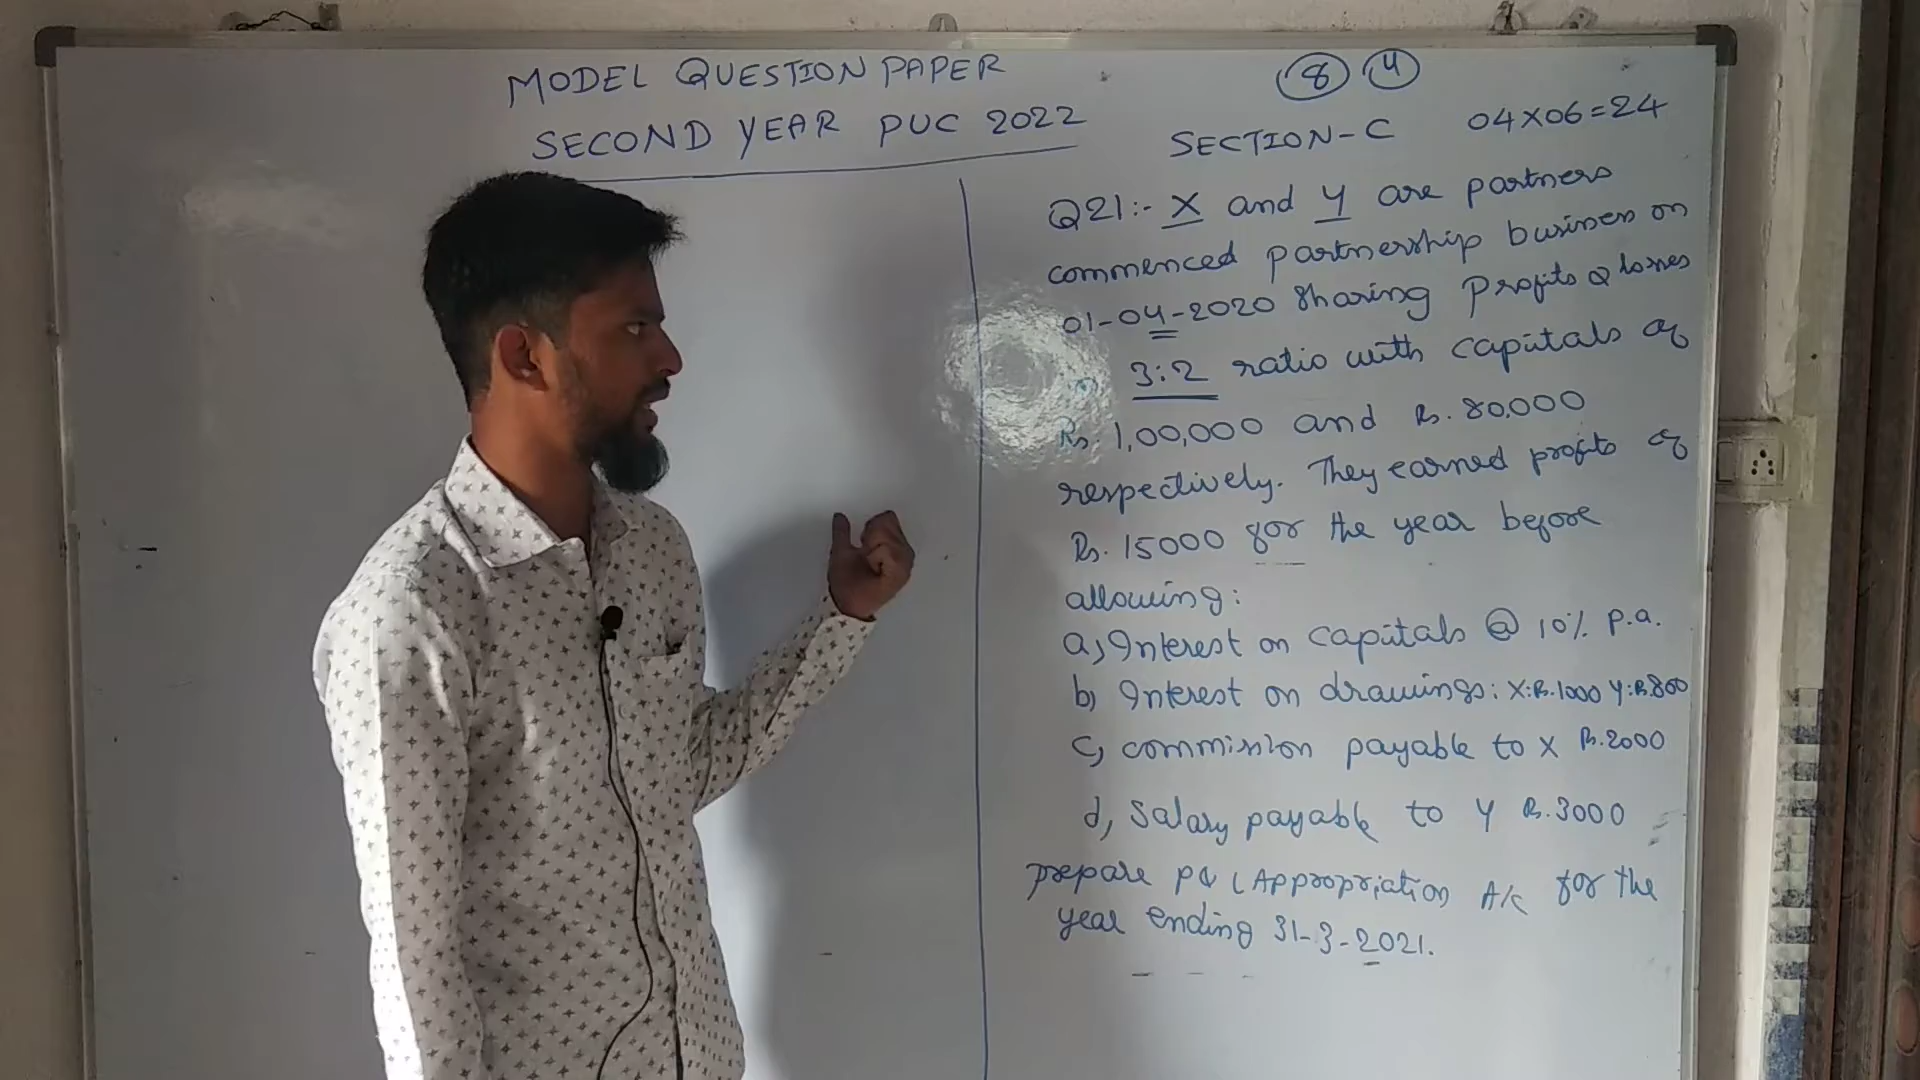 MODEL QUESTION PAPER
SECOND YEAR PUC 2022
8 4
SECTION-C 04X06=24
Q21:- X and Y are partners
commenced partnership business on
01-04-2020 sharing Profits & losses
3:2 ratio with capitals of
Rs. 1,00,000 and Rs. 80,000
respectively. They earned profits of
Rs. 15000 for the year before
allowing:
a) Interest on capitals @ 10% p.a.
b) Interest on drawings: X:Rs.1000 Y:Rs.800
c) commission payable to X Rs.2000
d) Salary payable to Y Rs.3000
prepare P&L Appropriation A/c for the
year ending 31-3-2021.